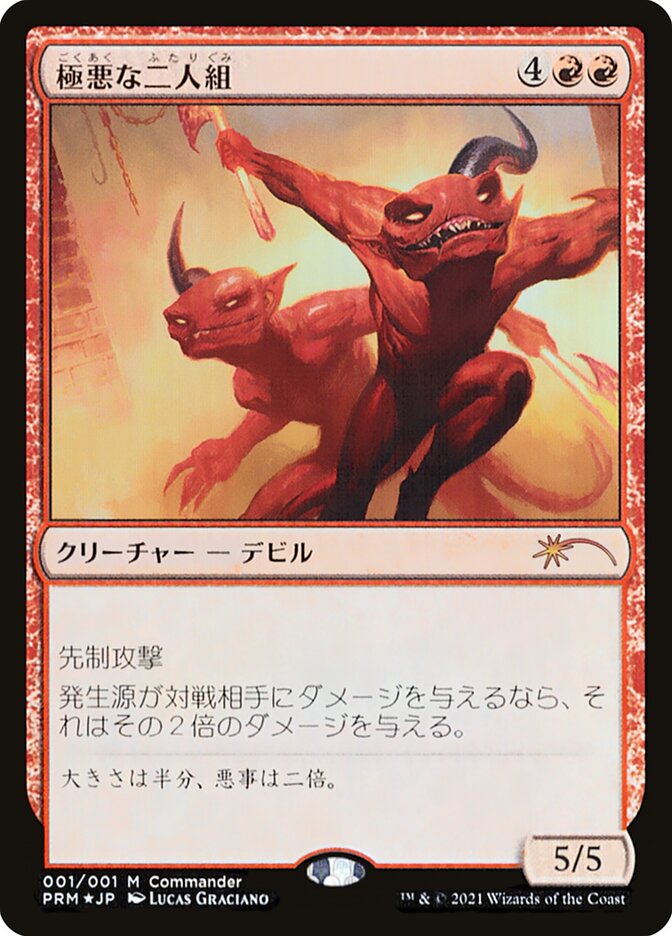 ごくあく ふたりぐみ
極悪な二人組 4
クリーチャー — デビル
先制攻撃
発生源が対戦相手にダメージを与えるなら、そ
れはその2倍のダメージを与える。
大きさは半分、悪事は二倍。
5/5
001/001 M Commander
PRM★JP LUCAS GRACIANO
™ & © 2021 Wizards of the Coast